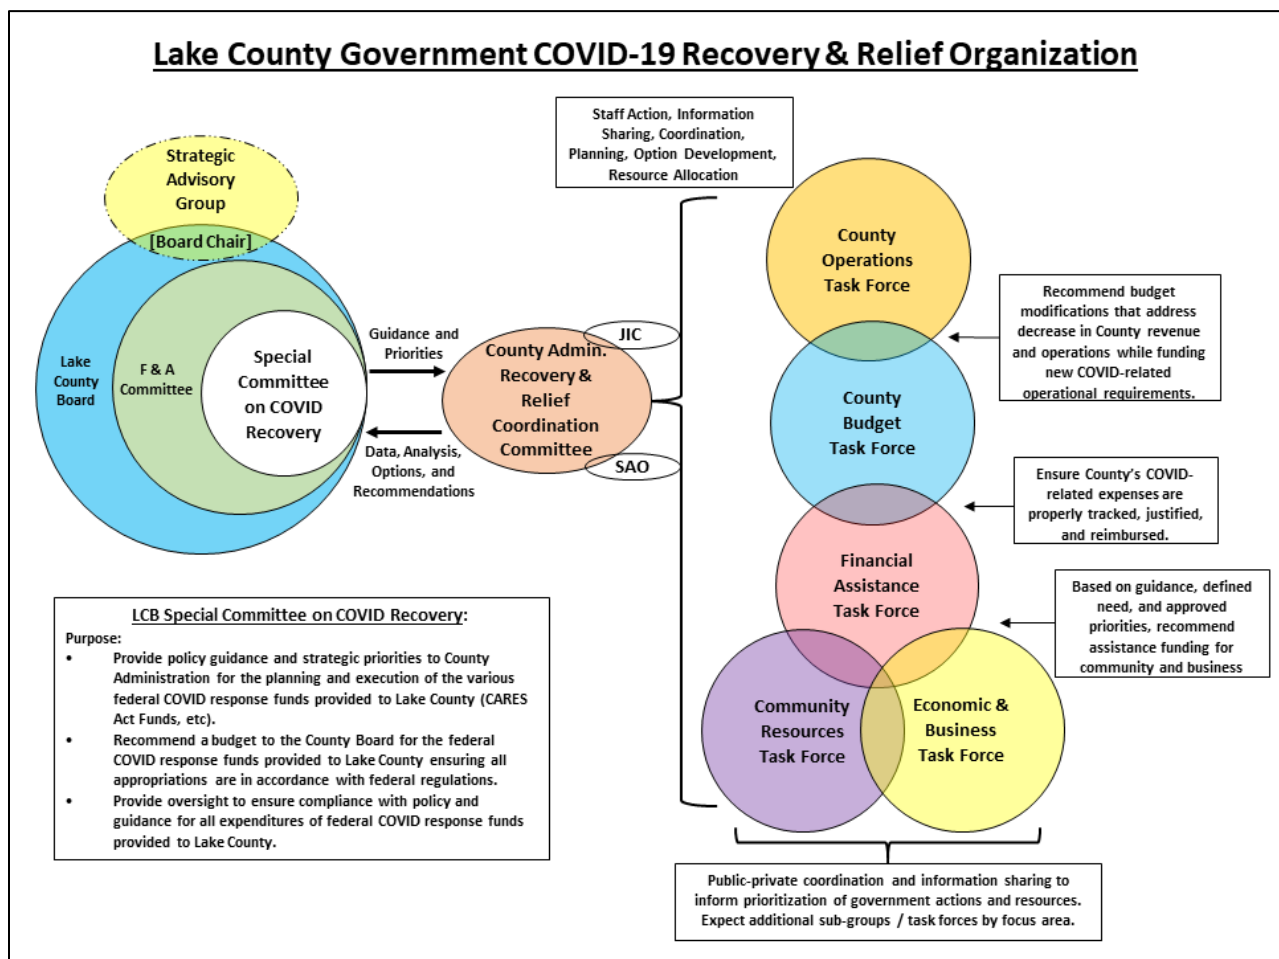 Lake County Government COVID-19 Recovery & Relief Organization
Staff Action, Information
Sharing, Coordination,
Planning, Option Development,
Resource Allocation
Strategic
Advisory
Group
[Board Chair]
Lake
County
Board
F & A
Committee
Special
Committee
on COVID
Recovery
Guidance and
Priorities
Data, Analysis,
Options, and
Recommendations
JIC
County Admin.
Recovery &
Relief
Coordination
Committee
SAO
County
Operations
Task Force
County
Budget
Task Force
Financial
Assistance
Task Force
Community
Resources
Task Force
Economic &
Business
Task Force
Recommend budget
modifications that address
decrease in County revenue
and operations while funding
new COVID-related
operational requirements.
Ensure County's COVID-
related expenses are
properly tracked, justified,
and reimbursed.
Based on guidance, defined
need, and approved
priorities, recommend
assistance funding for
community and business
LCB Special Committee on COVID Recovery:
Purpose:
• Provide policy guidance and strategic priorities to County
Administration for the planning and execution of the various
federal COVID response funds provided to Lake County (CARES
Act Funds, etc).
• Recommend a budget to the County Board for the federal
COVID response funds provided to Lake County ensuring all
appropriations are in accordance with federal regulations.
• Provide oversight to ensure compliance with policy and
guidance for all expenditures of federal COVID response funds
provided to Lake County.
Public-private coordination and information sharing to
inform prioritization of government actions and resources.
Expect additional sub-groups / task forces by focus area.